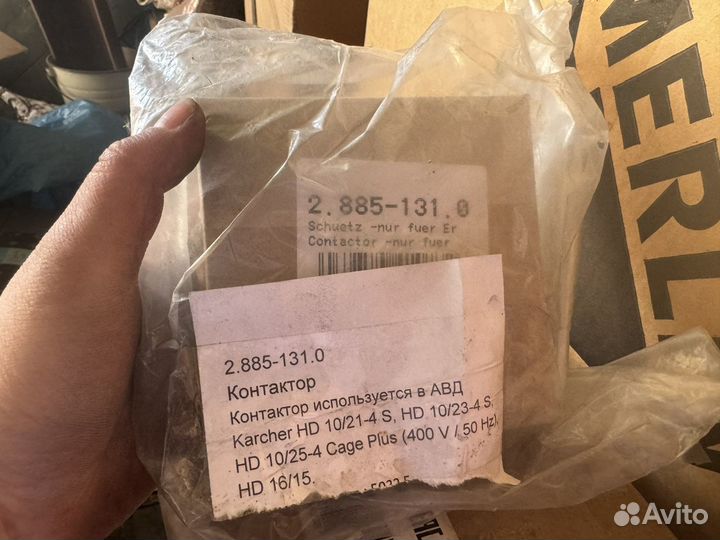 2.885-131.0
Schuetz -nur fuer Er
Contactor -nur fuer
2.885-131.0
Контактор
Контактор используется в АВД
Karcher HD 10/21-4 S, HD 10/23-4 S,
HD 10/25-4 Cage Plus (400 V / 50 Hz),
HD 16/15.
MERL
Avito